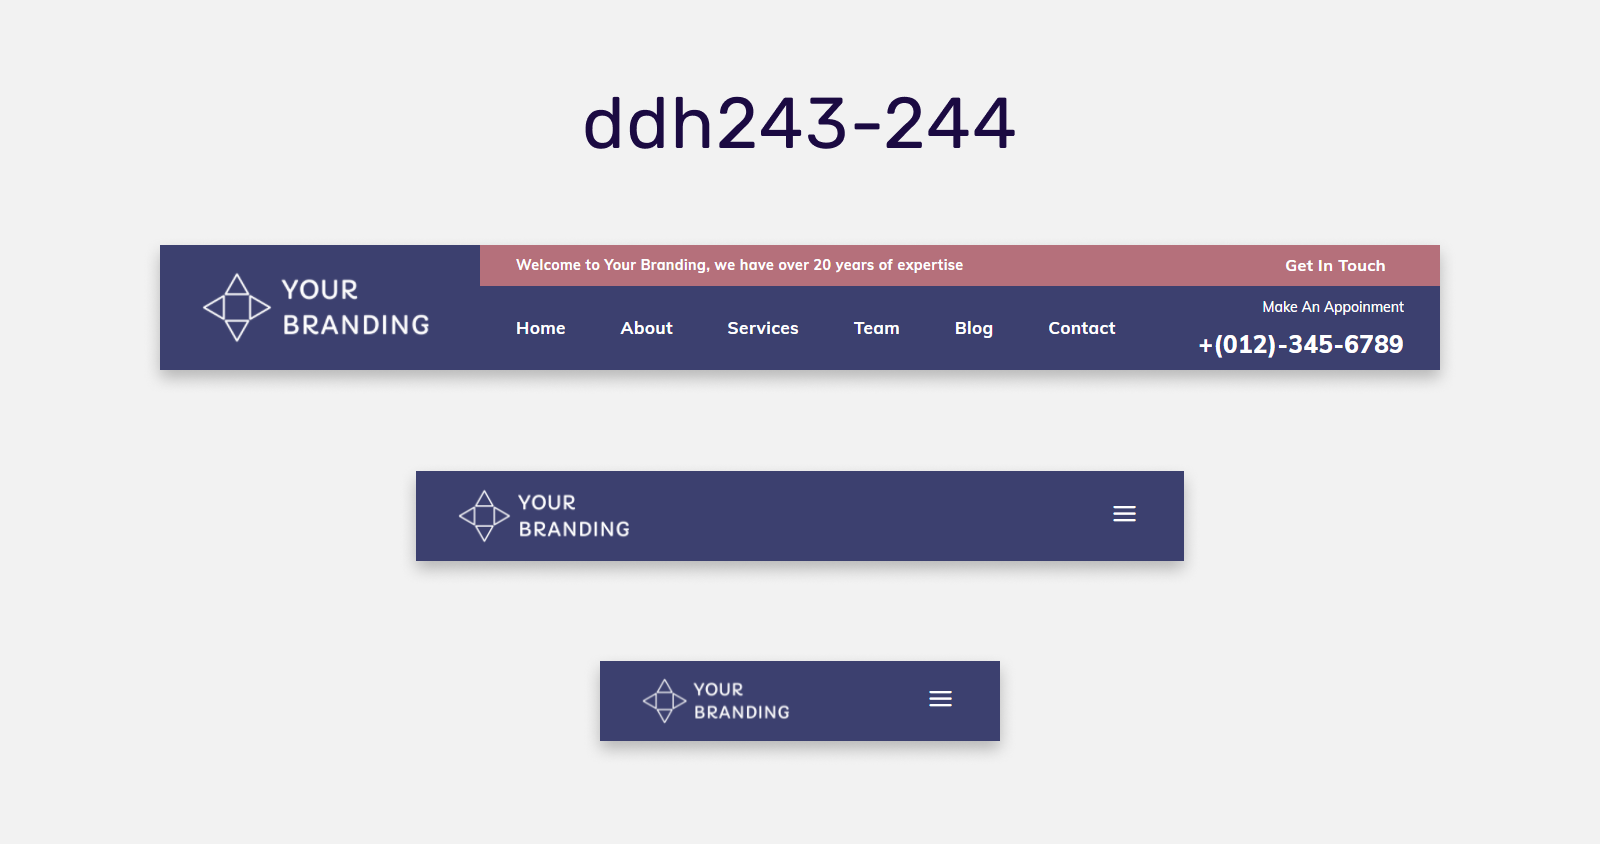 ddh243-244
YOUR
BRANDING
Welcome to Your Branding, we have over 20 years of expertise
Get In Touch
Home About Services Team Blog Contact
Make An Appoinment
+(012)-345-6789
YOUR
BRANDING
YOUR
BRANDING